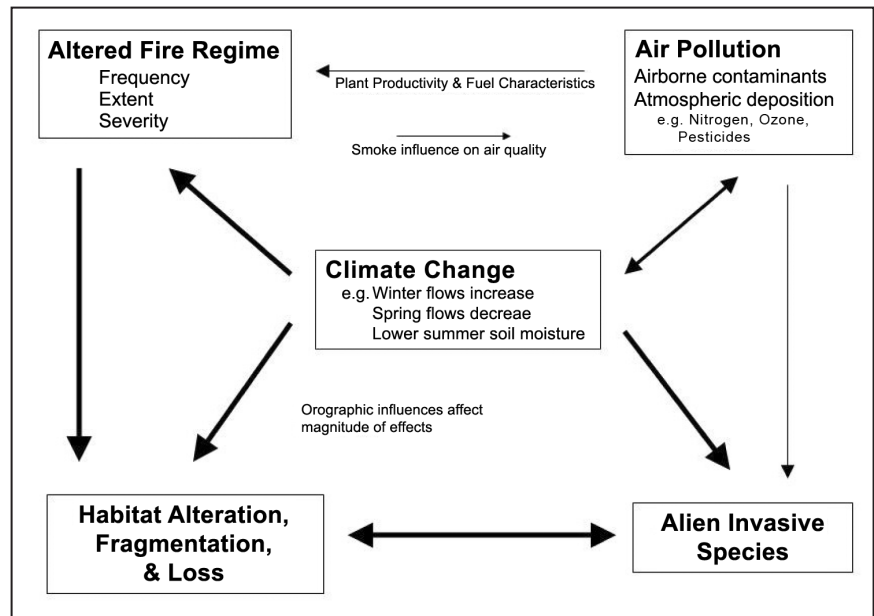 Altered Fire Regime
Frequency
Extent
Severity
Plant Productivity & Fuel Characteristics
Smoke influence on air quality
Air Pollution
Airborne contaminants
Atmospheric deposition
e.g. Nitrogen, Ozone,
Pesticides
Climate Change
e.g. Winter flows increase
Spring flows decreae
Lower summer soil moisture
Orographic influences affect
magnitude of effects
Habitat Alteration,
Fragmentation,
& Loss
Alien Invasive
Species